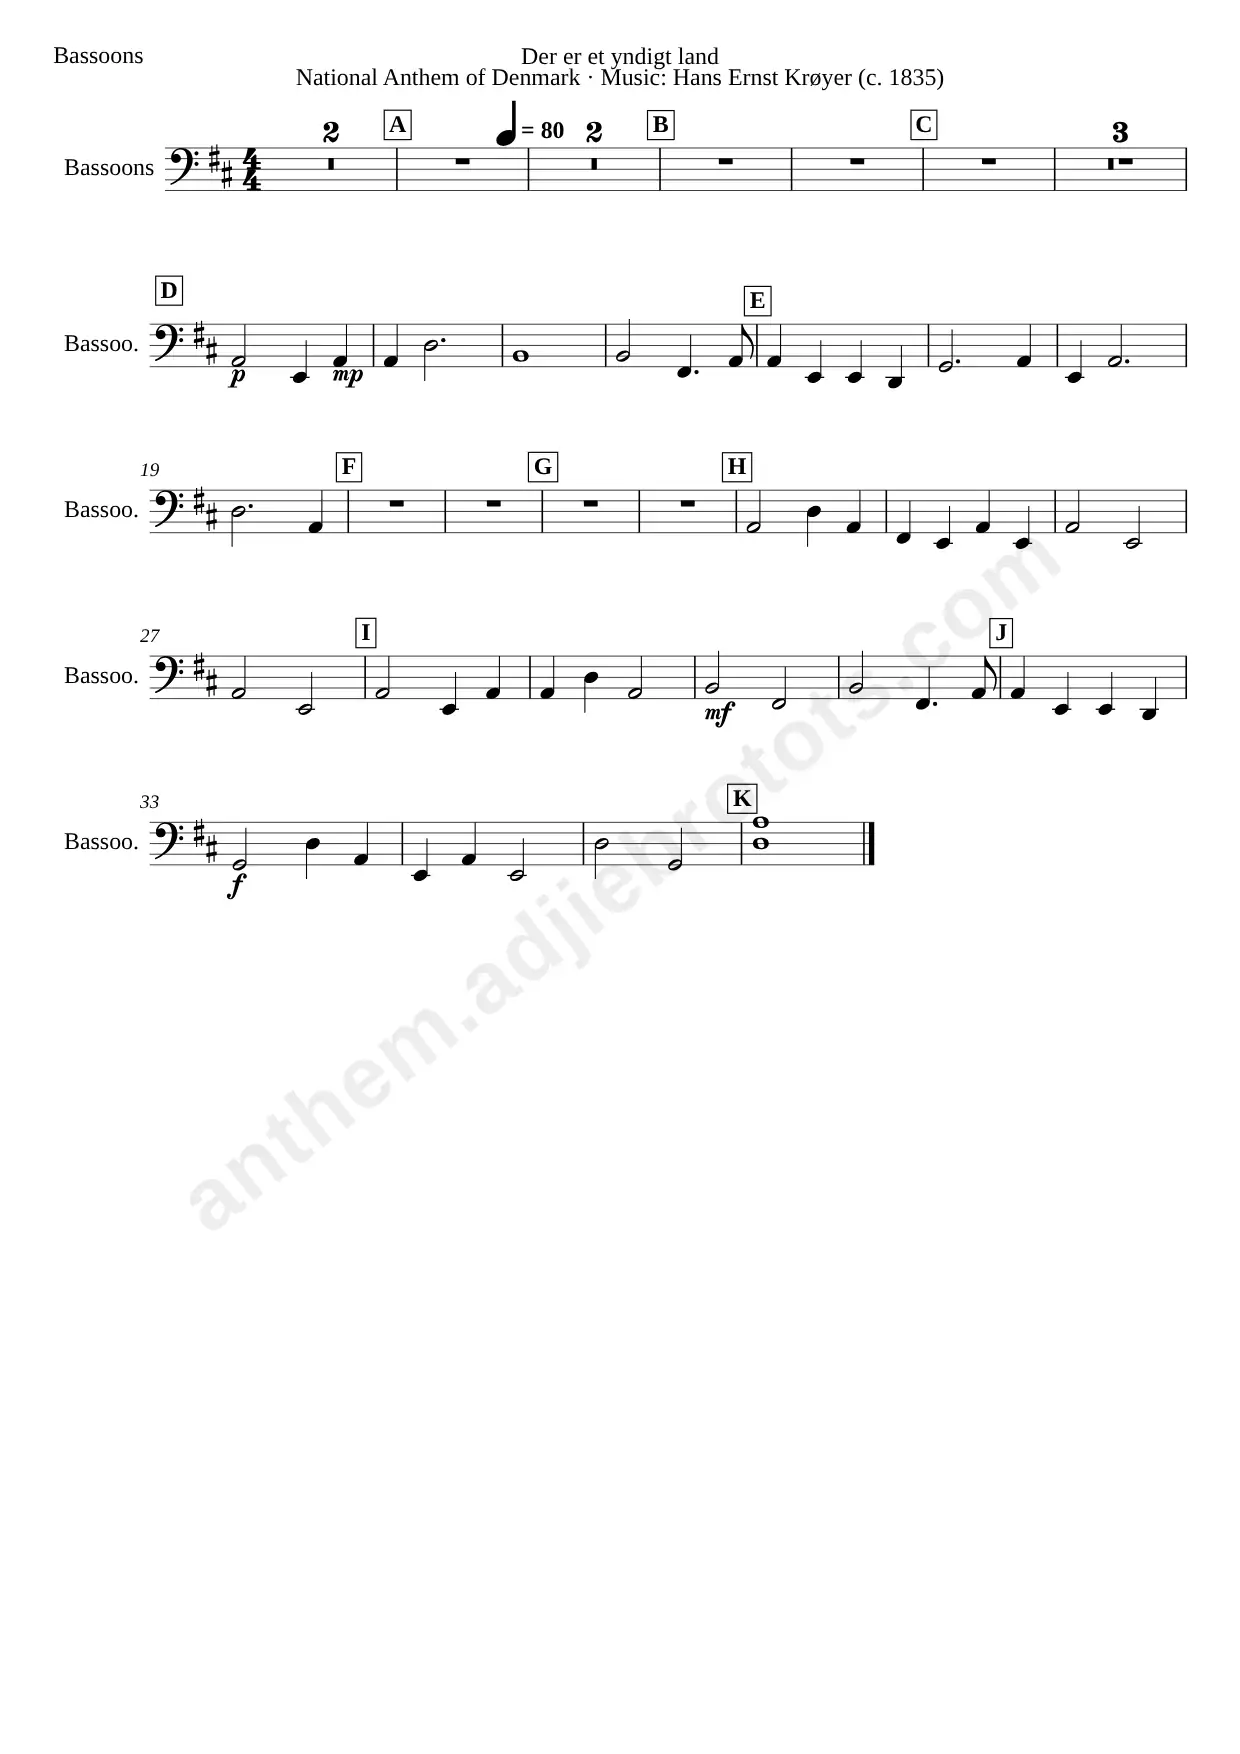 Bassoons
Der er et yndigt land
National Anthem of Denmark · Music: Hans Ernst Krøyer (c. 1835)
2 A = 80 2 B C 3
Bassoons
D E
Bassoo.
p mp
19 F G H
Bassoo.
27 I J
Bassoo.
mf
33 K
Bassoo.
f
anthem.adjiebrotots.com